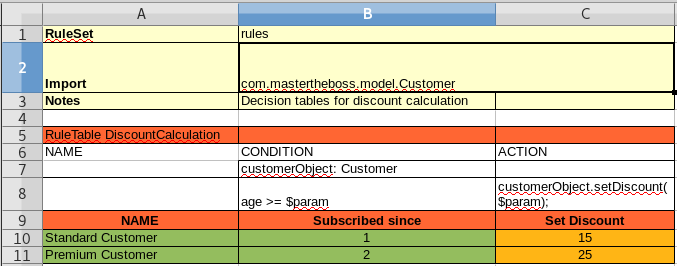 A B C
1 RuleSet rules
2 Import com.mastertheboss.model.Customer
3 Notes Decision tables for discount calculation
4
5 RuleTable DiscountCalculation
6 NAME CONDITION ACTION
7 customerObject: Customer
8 age >= $param customerObject.setDiscount(
$param);
9 NAME Subscribed since Set Discount
10 Standard Customer 1 15
11 Premium Customer 2 25